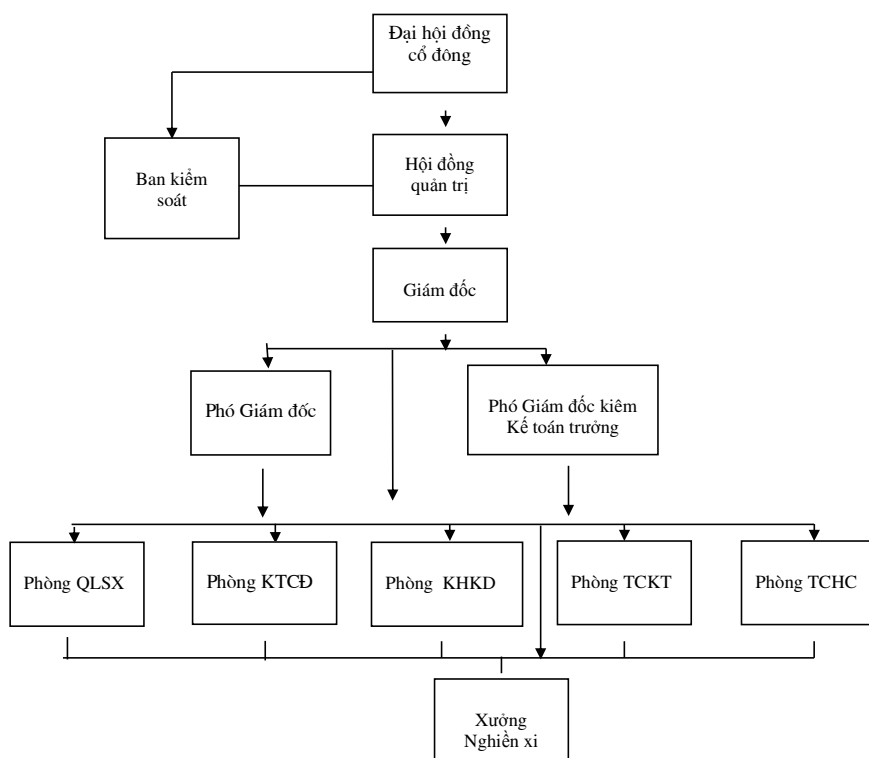 Đại hội đồng
cổ đông
Ban kiểm
soát
Hội đồng
quản trị
Giám đốc
Phó Giám đốc
Phó Giám đốc kiêm
Kế toán trưởng
Phòng QLSX
Phòng KTCĐ
Phòng KHKD
Phòng TCKT
Phòng TCHC
Xưởng
Nghiền xi